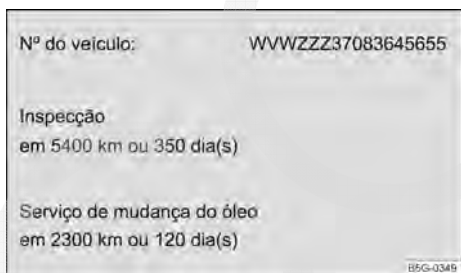 Nº do veículo: WVWZZZ37083645655
Inspecção
em 5400 km ou 350 dia(s)
Serviço de mudança do óleo
em 2300 km ou 120 dia(s)
B5G-0349